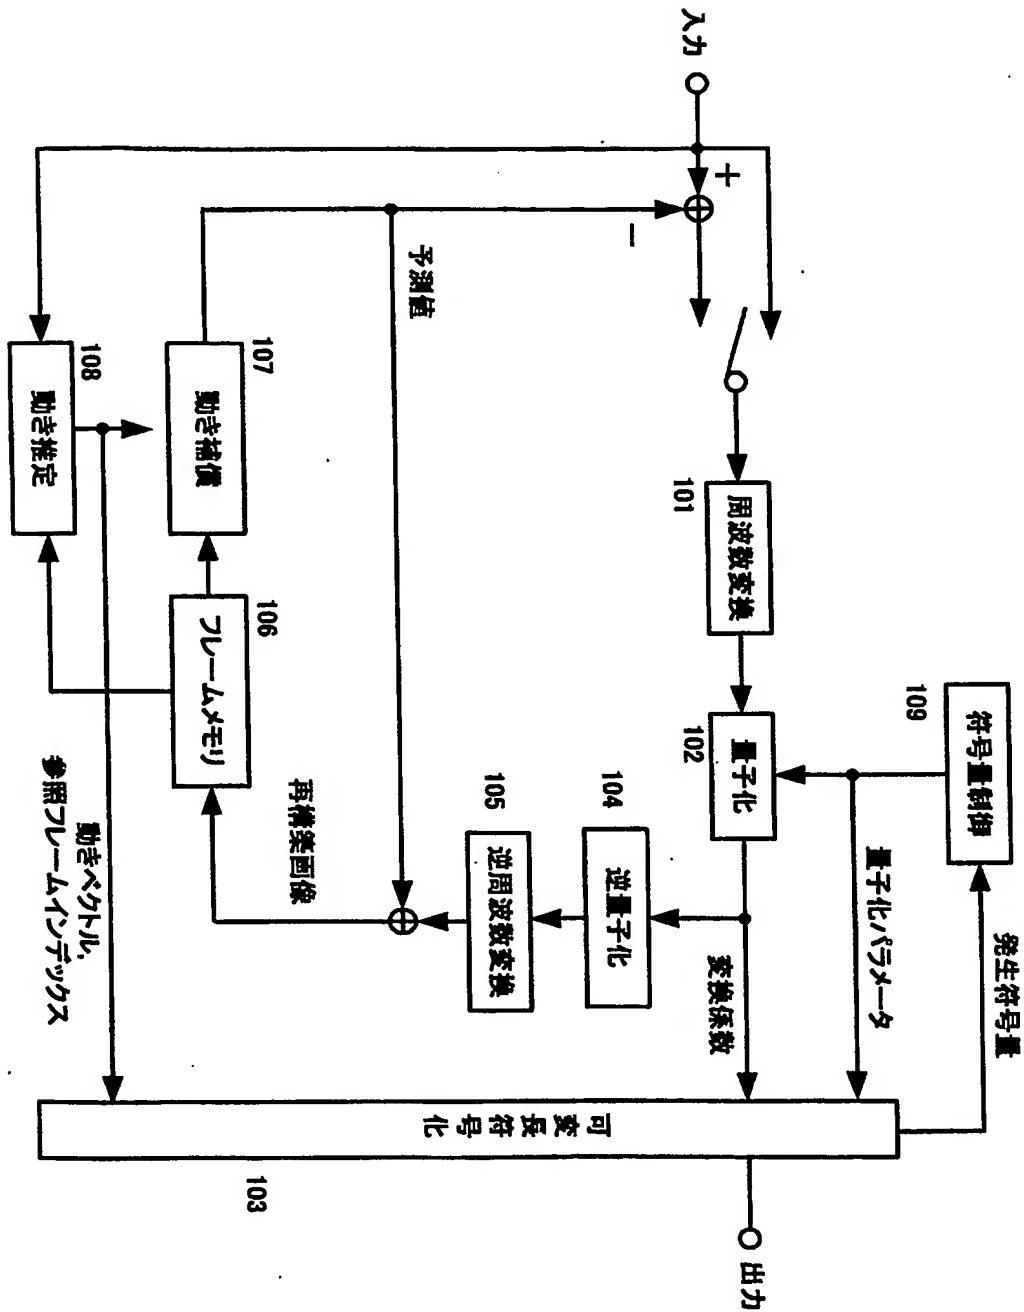 入力
+
−
101
周波数変換
102
量子化
109
符号量制御
発生符号量
量子化パラメータ
変換係数
104
逆量子化
105
逆周波数変換
予測値
再構築画像
106
フレームメモリ
107
動き補償
108
動き推定
動きベクトル,
参照フレームインデックス
可変長符号化
103
出力